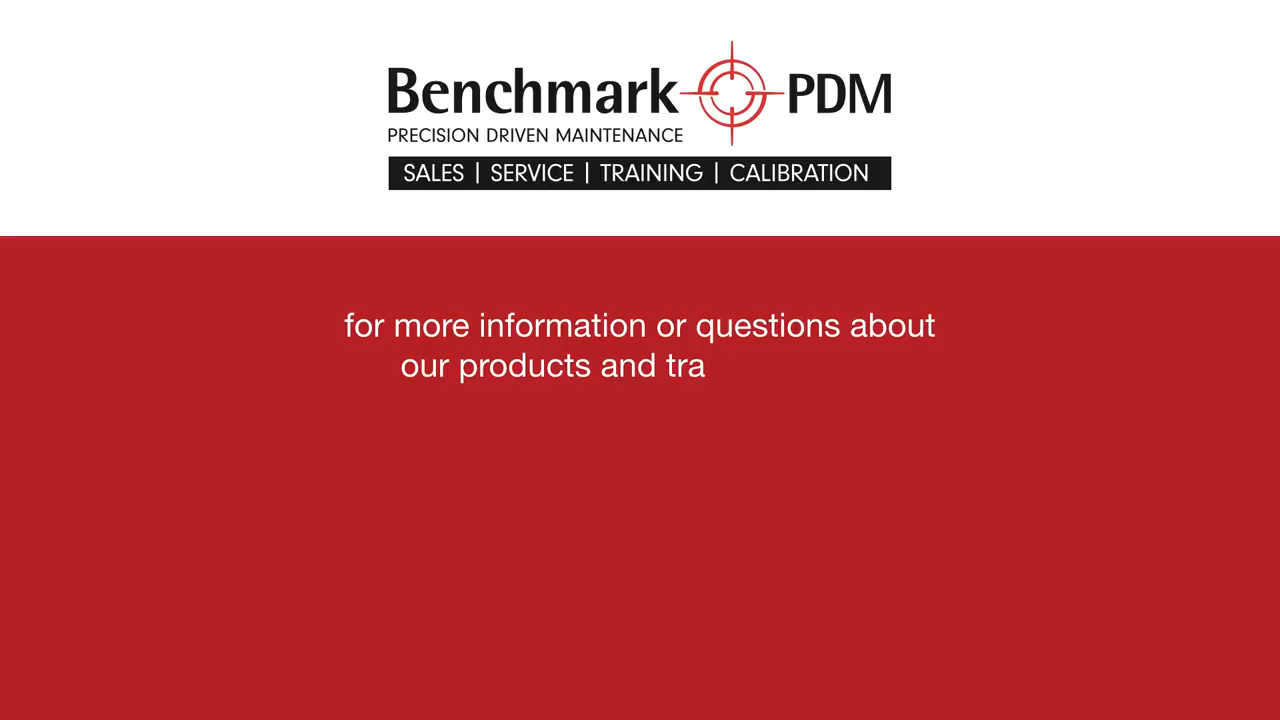 Benchmark PDM
PRECISION DRIVEN MAINTENANCE
SALES | SERVICE | TRAINING | CALIBRATION
for more information or questions about
our products and tra